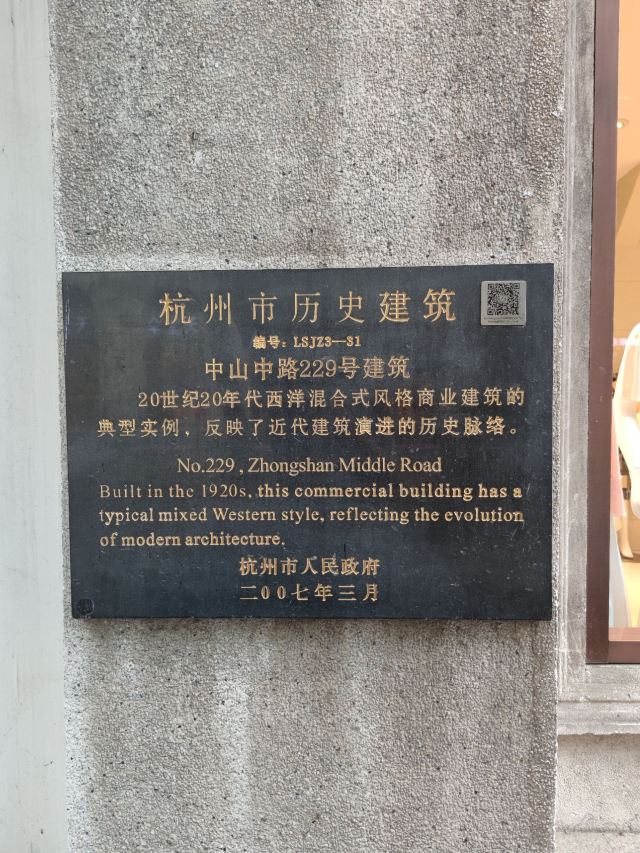 杭州市历史建筑
编号：LSJZ3—31
中山中路229号建筑
20世纪20年代西洋混合式风格商业建筑的
典型实例，反映了近代建筑演进的历史脉络。
No.229 , Zhongshan Middle Road
Built in the 1920s, this commercial building has a
typical mixed Western style, reflecting the evolution
of modern architecture.
杭州市人民政府
二00七年三月